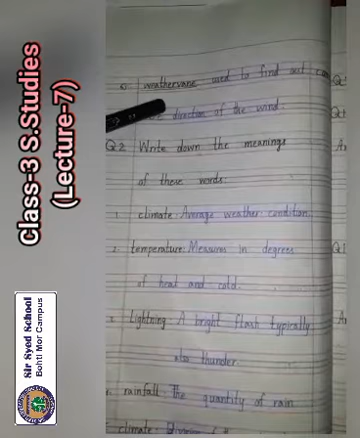 Class-3 S.Studies
(Lecture-7)
Sir Syed School
Bohti Mor Campus
weathervane used to find out
direction of the wind.
Q2 Write down the meanings
of these words:
1. climate: Average weather condition.
2. temperature: Measures in degrees
of heat and cold.
3. Lightning: A bright flash typically
also thunder.
rainfall: The quantity of rain
climate: